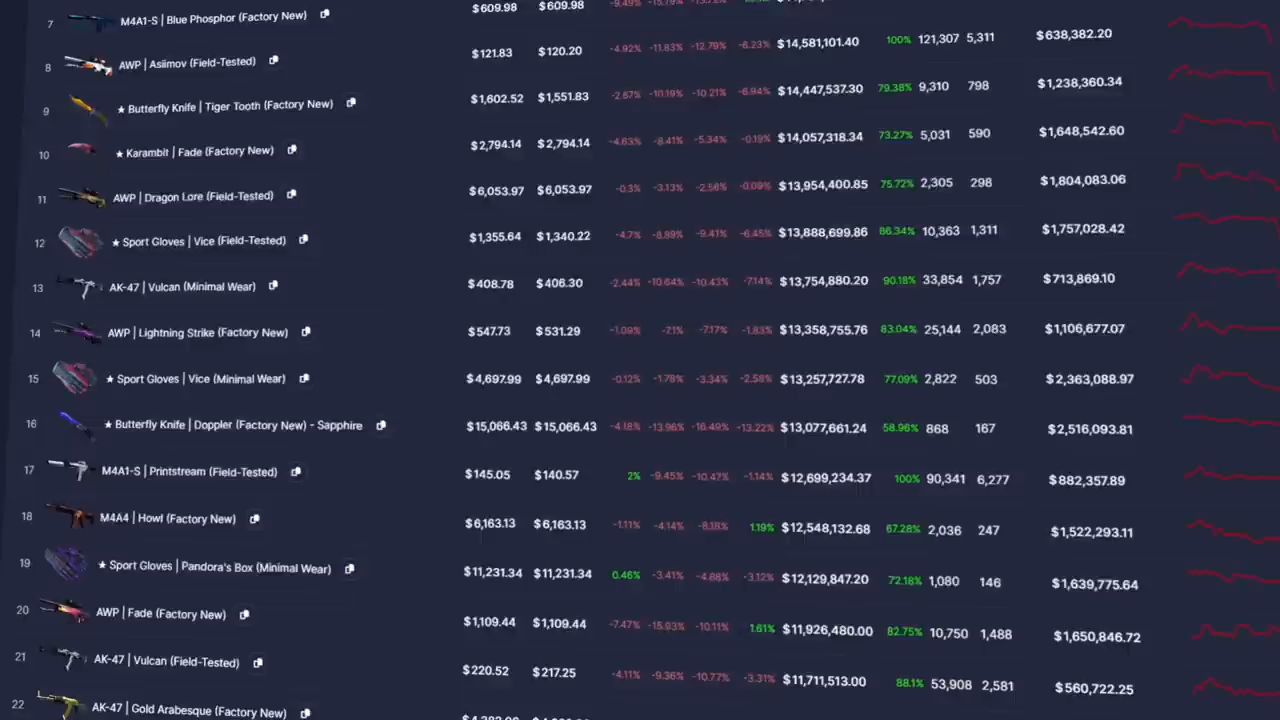 7 M4A1-S | Blue Phosphor (Factory New) $609.98 $609.98
8 AWP | Asiimov (Field-Tested) $121.83 $120.20 -4.92% -11.83% -12.79% -6.23% $14,581,101.40 100% 121,307 5,311 $638,382.20
9 ★ Butterfly Knife | Tiger Tooth (Factory New) $1,602.52 $1,551.83 -2.67% -10.19% -10.21% -6.94% $14,447,537.30 79.38% 9,310 798 $1,238,360.34
10 ★ Karambit | Fade (Factory New) $2,794.14 $2,794.14 -4.63% -8.41% -5.34% -0.19% $14,057,318.34 73.27% 5,031 590 $1,648,542.60
11 AWP | Dragon Lore (Field-Tested) $6,053.97 $6,053.97 -0.3% -3.13% -2.56% -0.09% $13,954,400.85 75.72% 2,305 298 $1,804,083.06
12 ★ Sport Gloves | Vice (Field-Tested) $1,355.64 $1,340.22 -4.7% -8.89% -9.41% -6.45% $13,888,699.86 86.34% 10,363 1,311 $1,757,028.42
13 AK-47 | Vulcan (Minimal Wear) $408.78 $406.30 -2.44% -10.64% -10.43% -7.14% $13,754,880.20 90.18% 33,854 1,757 $713,869.10
14 AWP | Lightning Strike (Factory New) $547.73 $531.29 -1.09% -21% -7.17% -1.83% $13,358,755.76 83.04% 25,144 2,083 $1,106,677.07
15 ★ Sport Gloves | Vice (Minimal Wear) $4,697.99 $4,697.99 -0.12% -1.78% -3.34% -2.58% $13,257,727.78 77.09% 2,822 503 $2,363,088.97
16 ★ Butterfly Knife | Doppler (Factory New) - Sapphire $15,066.43 $15,066.43 -4.18% -13.96% -16.49% -13.22% $13,077,661.24 58.96% 868 167 $2,516,093.81
17 M4A1-S | Printstream (Field-Tested) $145.05 $140.57 2% -9.45% -10.47% -1.14% $12,699,234.37 100% 90,341 6,277 $882,357.89
18 M4A4 | Howl (Factory New) $6,163.13 $6,163.13 -1.11% -4.14% -8.18% 1.19% $12,548,132.68 67.28% 2,036 247 $1,522,293.11
19 ★ Sport Gloves | Pandora's Box (Minimal Wear) $11,231.34 $11,231.34 0.46% -3.41% -4.88% -3.12% $12,129,847.20 72.18% 1,080 146 $1,639,775.64
20 AWP | Fade (Factory New) $1,109.44 $1,109.44 -7.47% -15.93% -10.11% 1.61% $11,926,480.00 82.75% 10,750 1,488 $1,650,846.72
21 AK-47 | Vulcan (Field-Tested) $220.52 $217.25 -4.11% -9.36% -10.77% -3.31% $11,711,513.00 88.1% 53,908 2,581 $560,722.25
22 AK-47 | Gold Arabesque (Factory New)